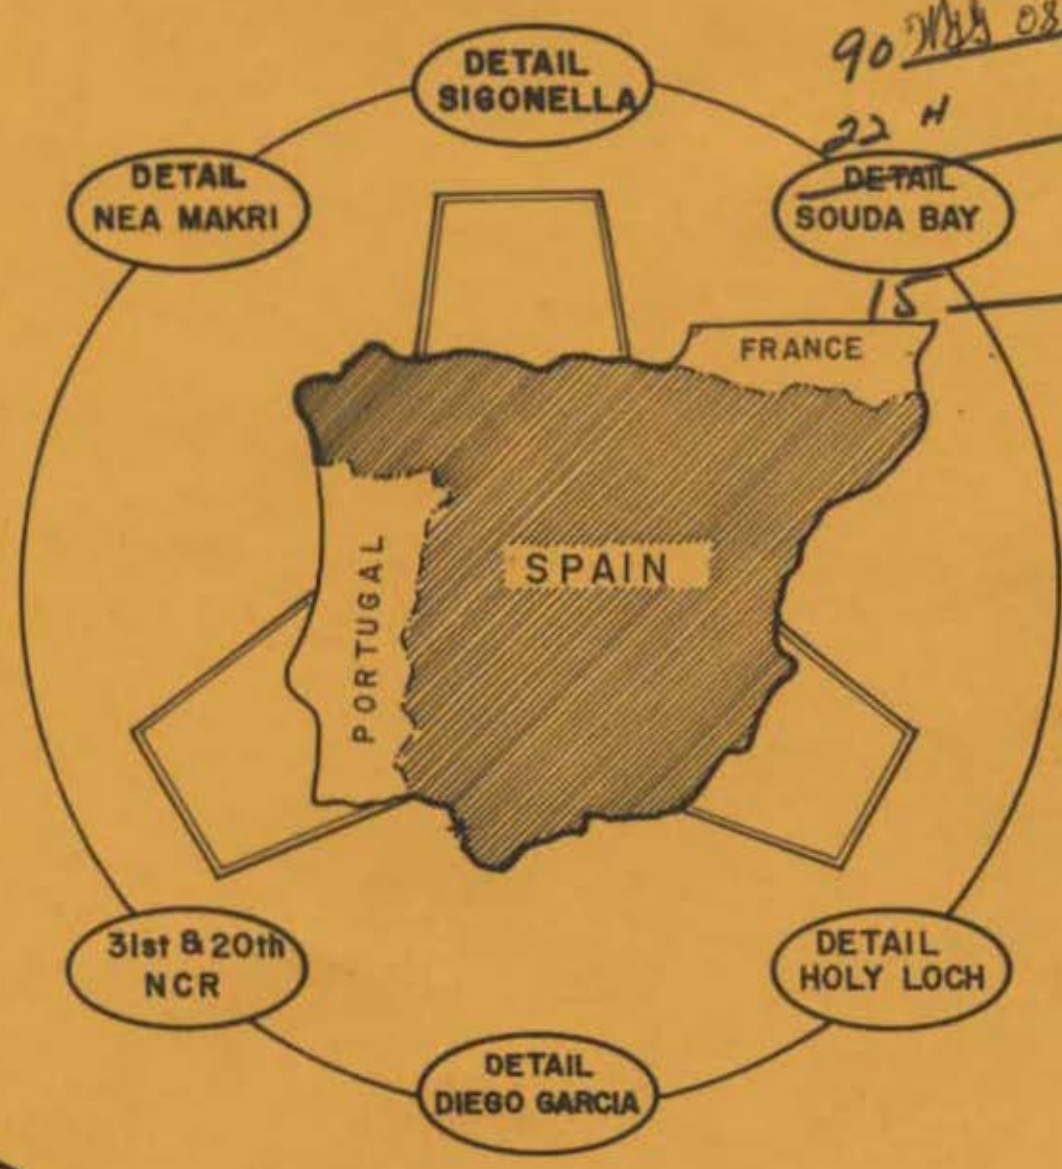 90
DETAIL
SIGONELLA
22 H
DETAIL
NEA MAKRI
DETAIL
SOUDA BAY
15
FRANCE
SPAIN
PORTUGAL
31st & 20th
NCR
DETAIL
HOLY LOCH
DETAIL
DIEGO GARCIA